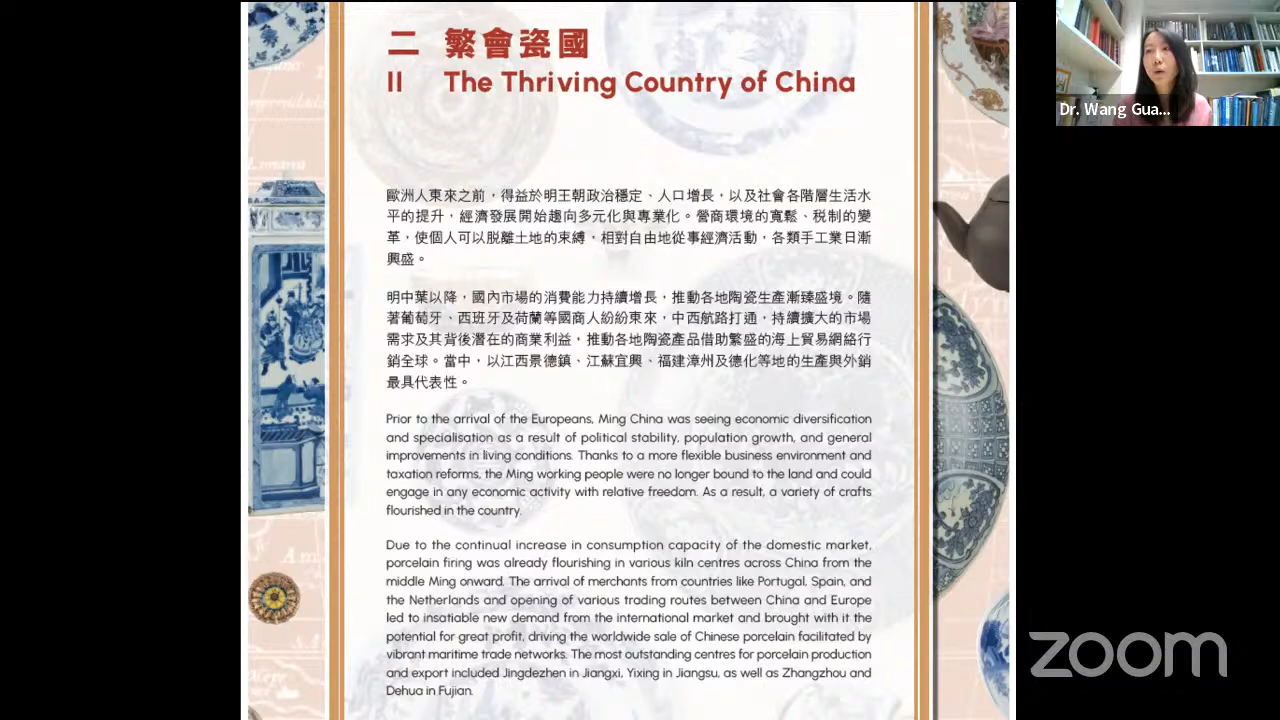 二 繁會瓷國
II The Thriving Country of China
歐洲人東來之前，得益於明王朝政治穩定、人口增長，以及社會各階層生活水
平的提升，經濟發展開始趨向多元化與專業化。營商環境的寬鬆、稅制的變
革，使個人可以脫離土地的束縛，相對自由地從事經濟活動，各類手工業日漸
興盛。
明中葉以降，國內市場的消費能力持續增長，推動各地陶瓷生產漸臻盛境。隨
著葡萄牙、西班牙及荷蘭等國商人紛紛東來，中西航路打通，持續擴大的市場
需求及其背後潛在的商業利益，推動各地陶瓷產品借助繁盛的海上貿易網絡行
銷全球。當中，以江西景德鎮、江蘇宜興、福建漳州及德化等地的生產與外銷
最具代表性。
Prior to the arrival of the Europeans, Ming China was seeing economic diversification
and specialisation as a result of political stability, population growth, and general
improvements in living conditions. Thanks to a more flexible business environment and
taxation reforms, the Ming working people were no longer bound to the land and could
engage in any economic activity with relative freedom. As a result, a variety of crafts
flourished in the country.
Due to the continual increase in consumption capacity of the domestic market,
porcelain firing was already flourishing in various kiln centres across China from the
middle Ming onward. The arrival of merchants from countries like Portugal, Spain, and
the Netherlands and opening of various trading routes between China and Europe
led to insatiable new demand from the international market and brought with it the
potential for great profit, driving the worldwide sale of Chinese porcelain facilitated by
vibrant maritime trade networks. The most outstanding centres for porcelain production
and export included Jingdezhen in Jiangxi, Yixing in Jiangsu, as well as Zhangzhou and
Dehua in Fujian.
Dr. Wang Gua...
zoom